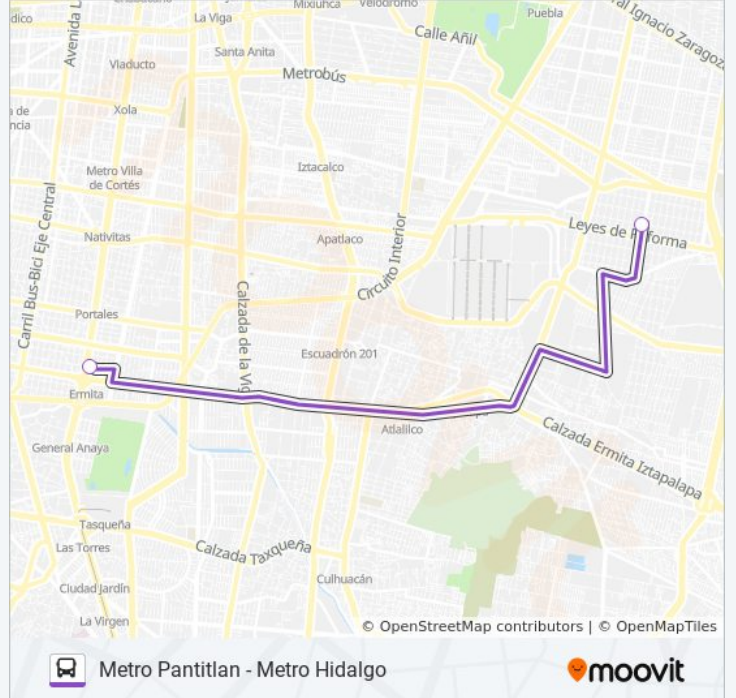 Mixiuhca
Velódromo
dico
La Viga
Puebla
Calle Añil
al Ignacio Zaragoza
Avenida L
Santa Anita
Viaducto
Metrobús
a de
ncia
Xola
Metro Villa
de Cortés
Iztacalco
Carril Bus-Bici Eje Central
Nativitas
Apatlaco
Leyes de Reforma
Circuito Interior
Portales
Calzada de la Vig
Escuadrón 201
Ermita
Atlalilco
Calzada Ermita Iztapalapa
General Anaya
Tasqueña
Las Torres
Calzada Taxqueña
Culhuacán
Ciudad Jardín
La Virgen
© OpenStreetMap contributors | © OpenMapTiles
Metro Pantitlan - Metro Hidalgo
moovit